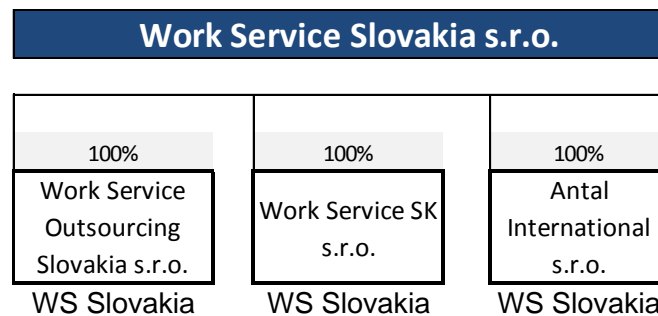 Work Service Slovakia s.r.o.
100% 100% 100%
Work Service
Outsourcing
Slovakia s.r.o.
Work Service SK
s.r.o.
Antal
International
s.r.o.
WS Slovakia WS Slovakia WS Slovakia